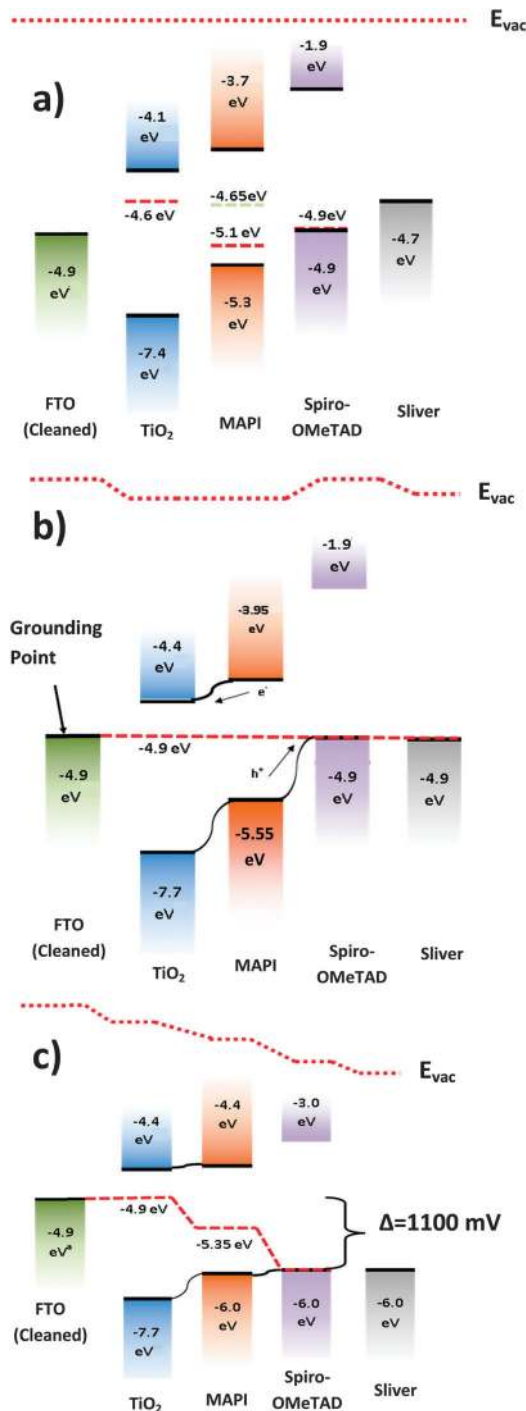 E_vac
a)
-1.9
eV
-3.7
eV
-4.1
eV
-4.6 eV
-4.65eV
-5.1 eV
-4.9eV
-4.9
eV
-7.4
eV
-5.3
eV
-4.9
eV
-4.7
eV
FTO
(Cleaned)
TiO₂
MAPI
Spiro-
OMeTAD
Sliver
E_vac
b)
-1.9
eV
-3.95
eV
-4.4
eV
Grounding
Point
e⁻
-4.9 eV
h⁺
-4.9
eV
-7.7
eV
-5.55
eV
-4.9
eV
-4.9
eV
FTO
(Cleaned)
TiO₂
MAPI
Spiro-
OMeTAD
Sliver
E_vac
c)
-4.4
eV
-4.4
eV
-3.0
eV
-4.9 eV
-5.35 eV
Δ=1100 mV
-4.9
-7.7
eV
-6.0
eV
-6.0
eV
-6.0
eV
FTO
(Cleaned)
TiO₂
MAPI
Spiro-
OMeTAD
Sliver